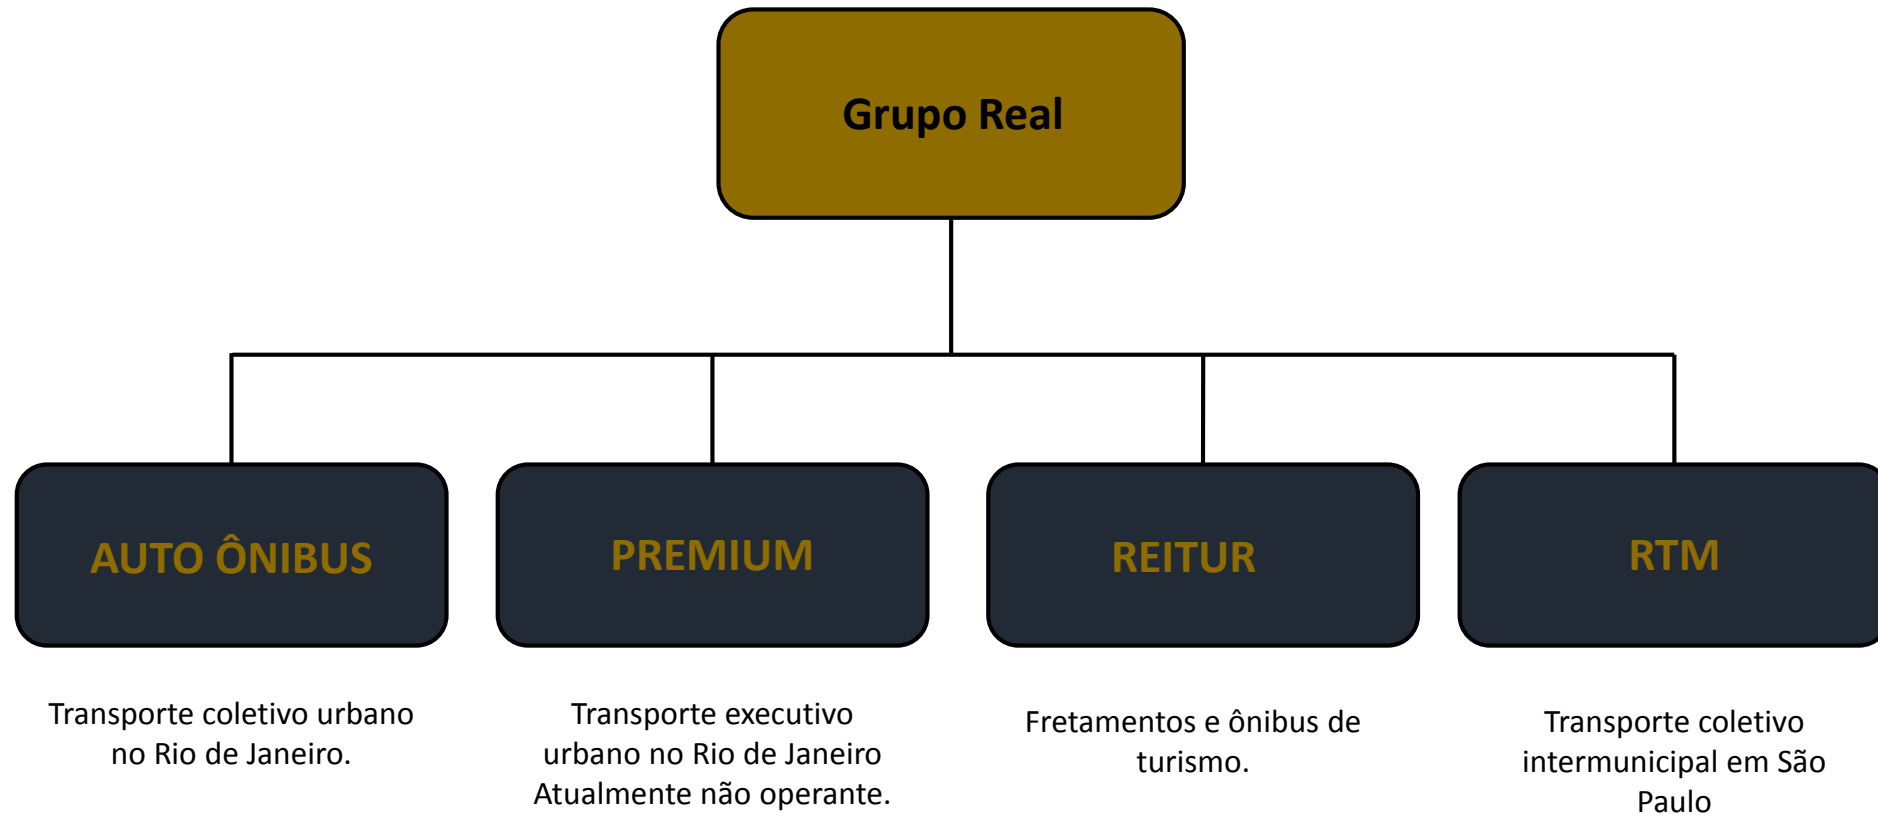 Grupo Real
AUTO ÔNIBUS
PREMIUM
REITUR
RTM
Transporte coletivo urbano
no Rio de Janeiro.
Transporte executivo
urbano no Rio de Janeiro
Atualmente não operante.
Fretamentos e ônibus de
turismo.
Transporte coletivo
intermunicipal em São
Paulo